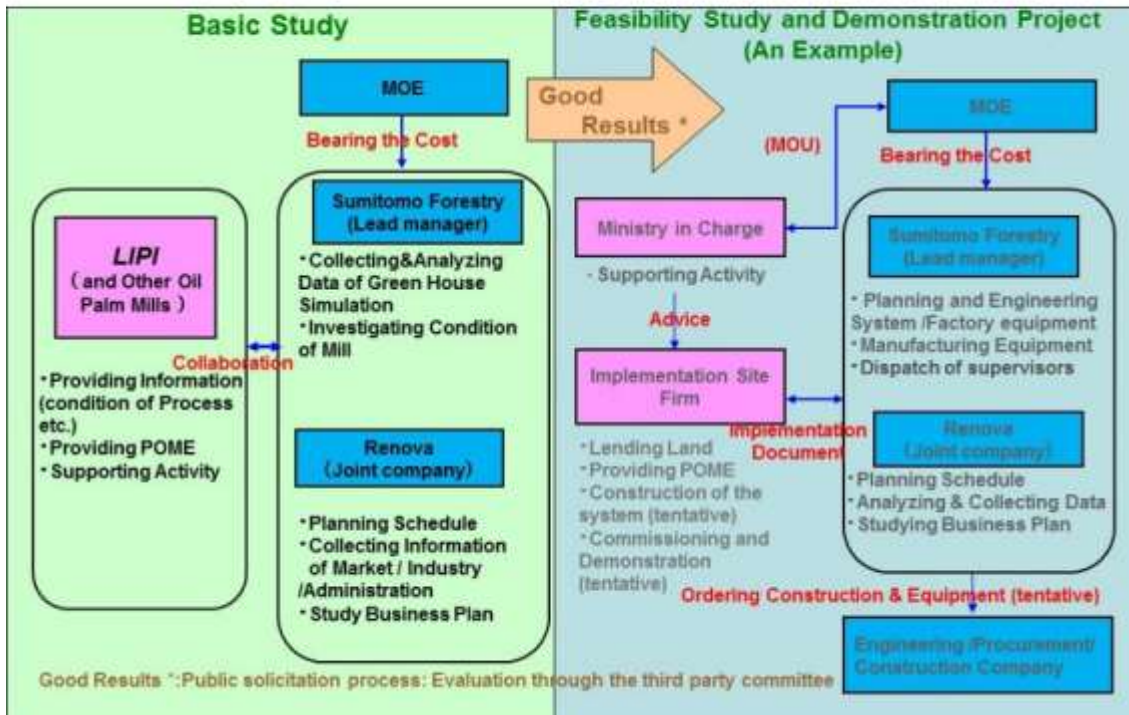 Basic Study
MOE
Bearing the Cost
LIPI
( and Other Oil
Palm Mills )
Collaboration
・Providing Information
(condition of Process
etc.)
・Providing POME
・Supporting Activity
Sumitomo Forestry
(Lead manager)
・Collecting&Analyzing
Data of Green House
Simulation
・Investigating Condition
of Mill
Renova
(Joint company)
・Planning Schedule
・Collecting Information
of Market / Industry
/Administration
・Study Business Plan
Good
Results *
Feasibility Study and Demonstration Project
(An Example)
MOE
(MOU)
Bearing the Cost
Ministry in Charge
- Supporting Activity
Advice
Implementation Site
Firm
・Lending Land
・Providing POME
・Construction of the
system (tentative)
・Commissioning and
Demonstration
(tentative)
Implementation
Document
Sumitomo Forestry
(Lead manager)
・Planning and Engineering
System /Factory equipment
・Manufacturing Equipment
・Dispatch of supervisors
Renova
(Joint company)
・Planning Schedule
・Analyzing & Collecting Data
・Studying Business Plan
Ordering Construction & Equipment (tentative)
Engineering /Procurement/
Construction Company
Good Results *:Public solicitation process: Evaluation through the third party committee